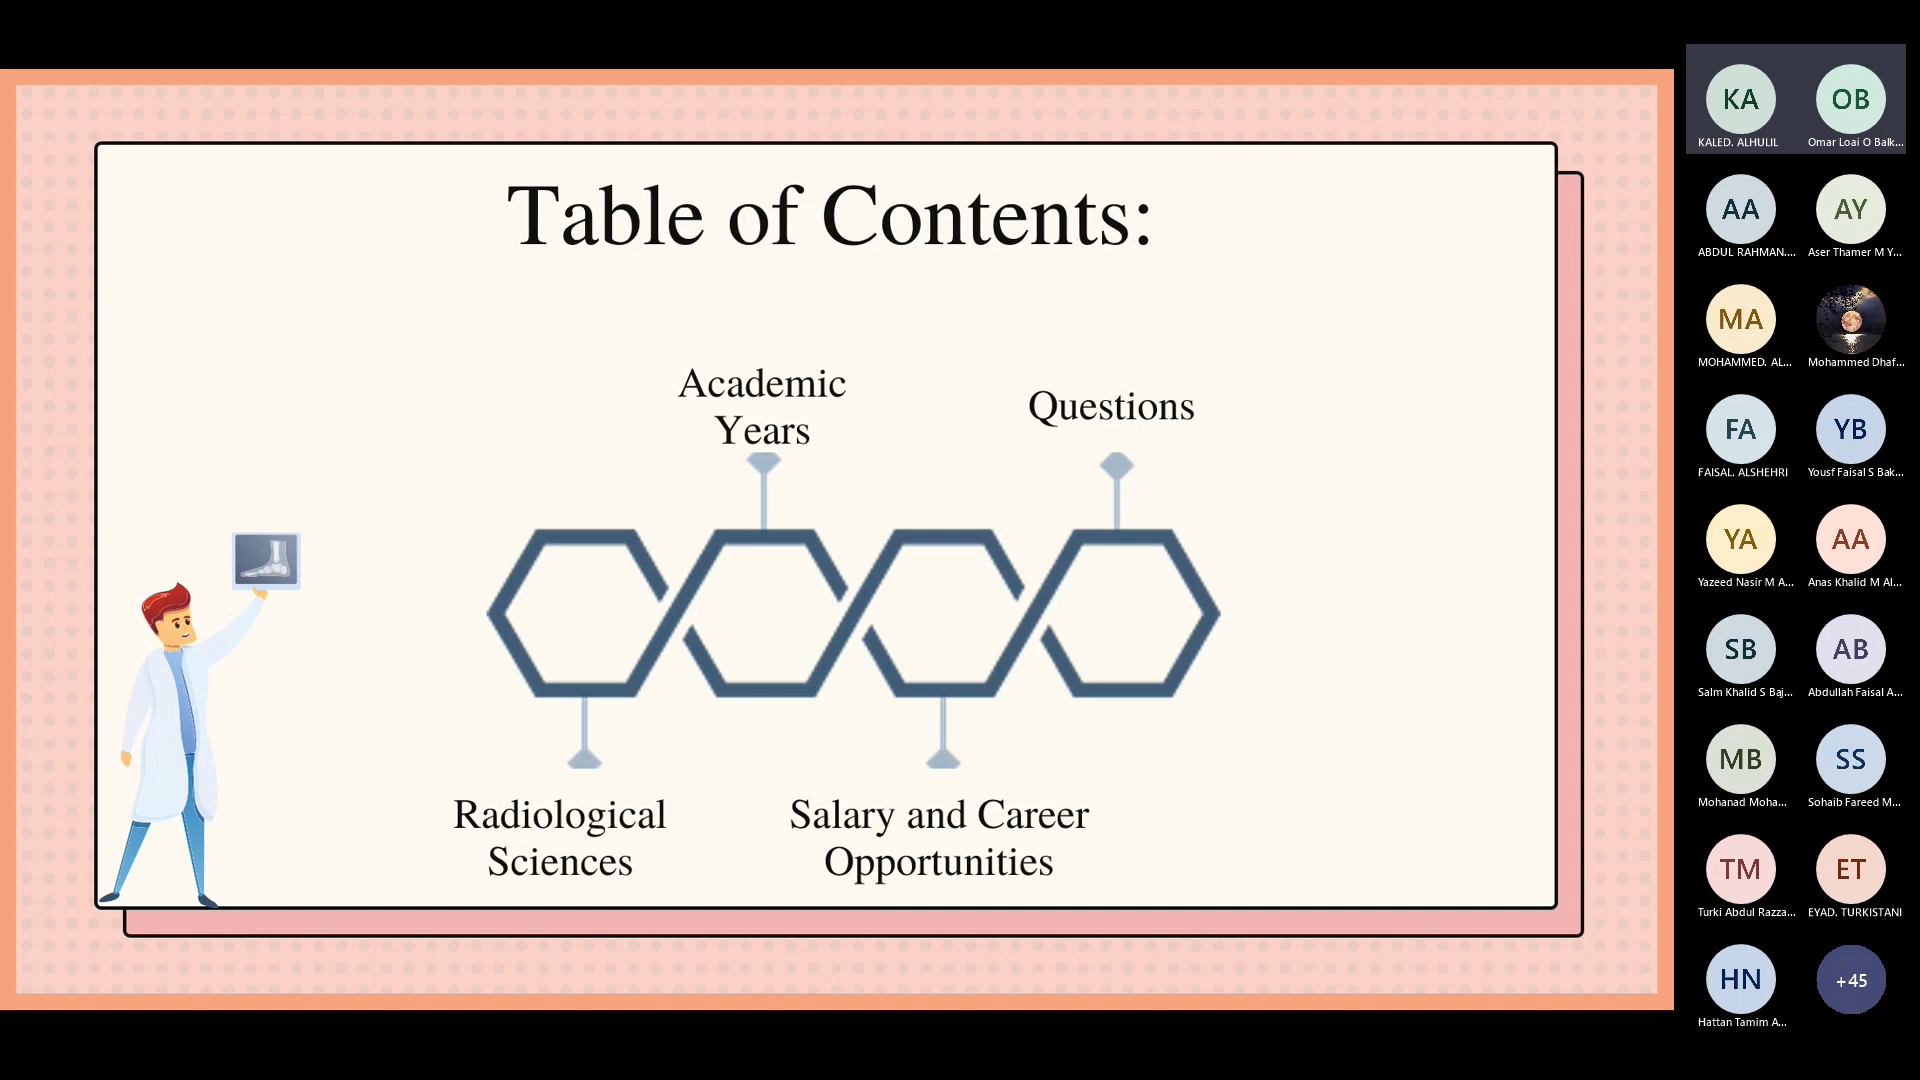 Table of Contents:
Academic
Years
Questions
Radiological
Sciences
Salary and Career
Opportunities
KA
OB
KALED. ALHULIL
Omar Loai O Balk...
AA
AY
ABDUL RAHMAN....
Aser Thamer M Y...
MA
MOHAMMED. AL...
Mohammed Dhaf...
FA
YB
FAISAL. ALSHEHRI
Yousf Faisal S Bak...
YA
AA
Yazeed Nasir M A...
Anas Khalid M Al...
SB
AB
Salm Khalid S Baj...
Abdullah Faisal A...
MB
SS
Mohanad Moha...
Sohaib Fareed M...
TM
ET
Turki Abdul Razza...
EYAD. TURKISTANI
HN
+45
Hattan Tamim A...